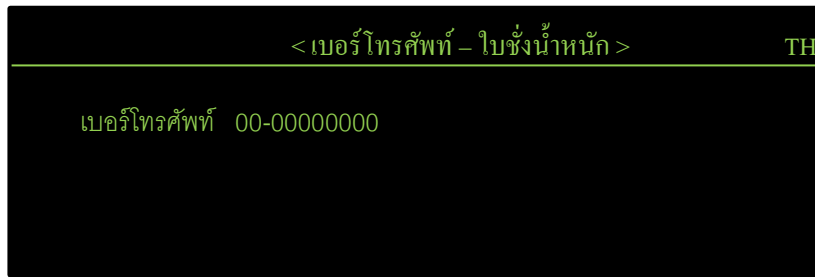 < เบอร์โทรศัพท์ – ใบชั่งน้ำหนัก > TH
เบอร์โทรศัพท์ 00-00000000